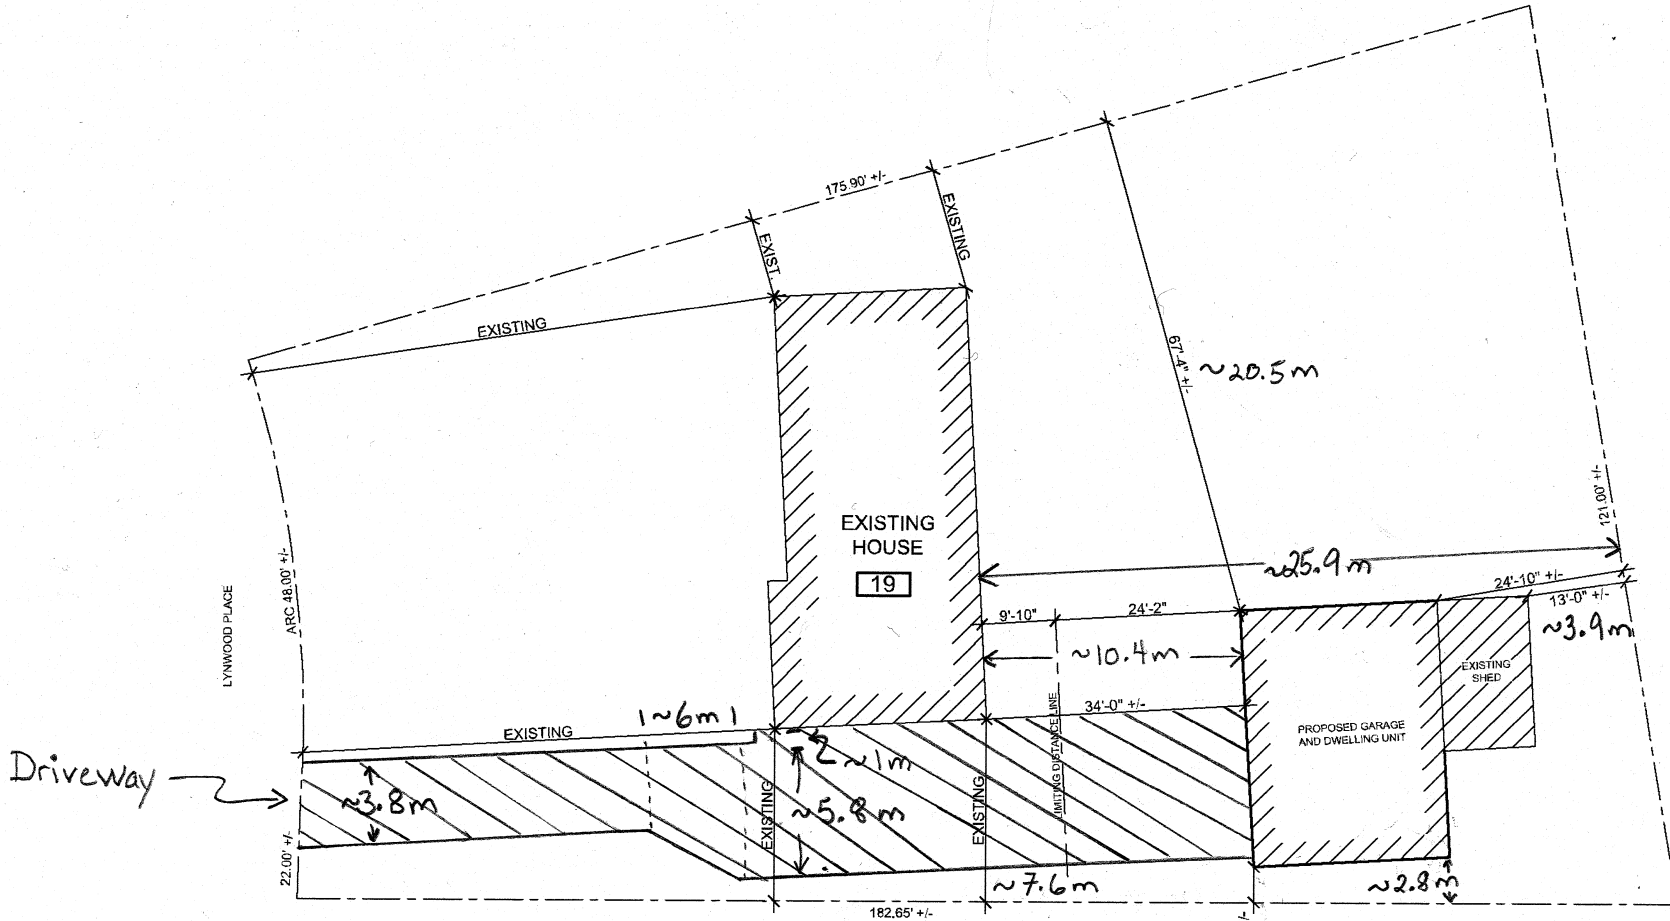 175.90' +/-
EXIST.
EXISTING
EXISTING
67'-4" +/-
~20.5m
EXISTING
HOUSE
19
121.00' +/-
~25.9m
24'-10" +/-
13'-0" +/-
~3.9m
9'-10"
24'-2"
~10.4m
LYNWOOD PLACE
ARC 48.00' +/-
EXISTING
SHED
34'-0" +/-
PROPOSED GARAGE
AND DWELLING UNIT
EXISTING
~6m
~1m
LIMITING DISTANCE LINE
Driveway
~3.8m
EXISTING
~5.8m
EXISTING
22.00' +/-
~7.6m
~2.8m
182.65' +/-
/-